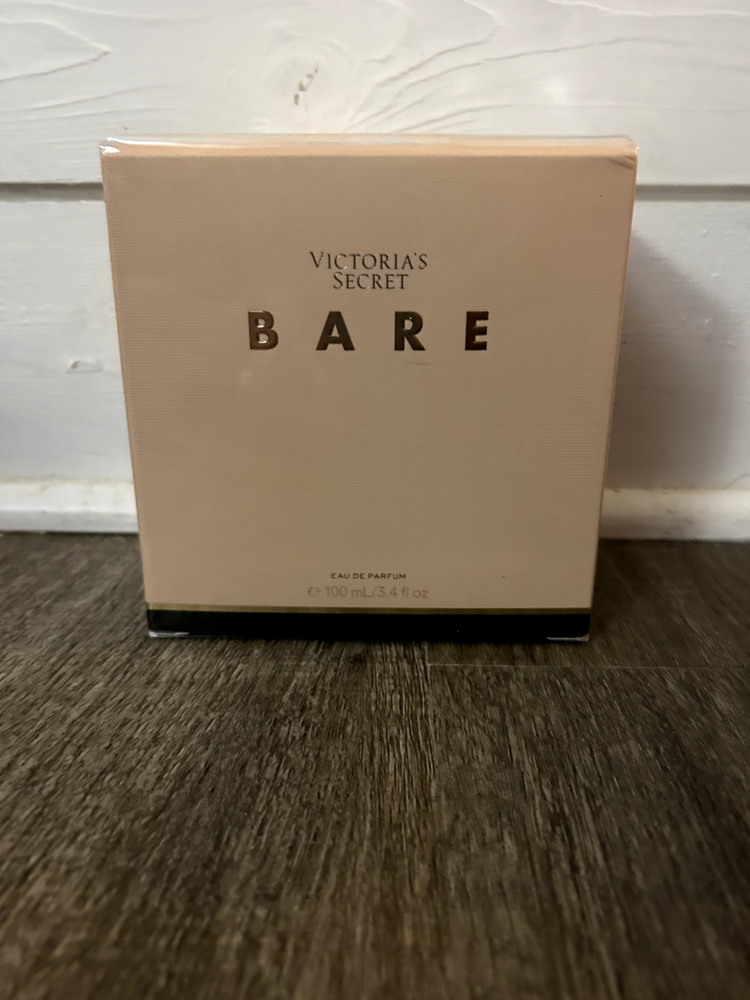 VICTORIA'S
SECRET
BARE
EAU DE PARFUM
℮ 100 mL/3.4 fl oz